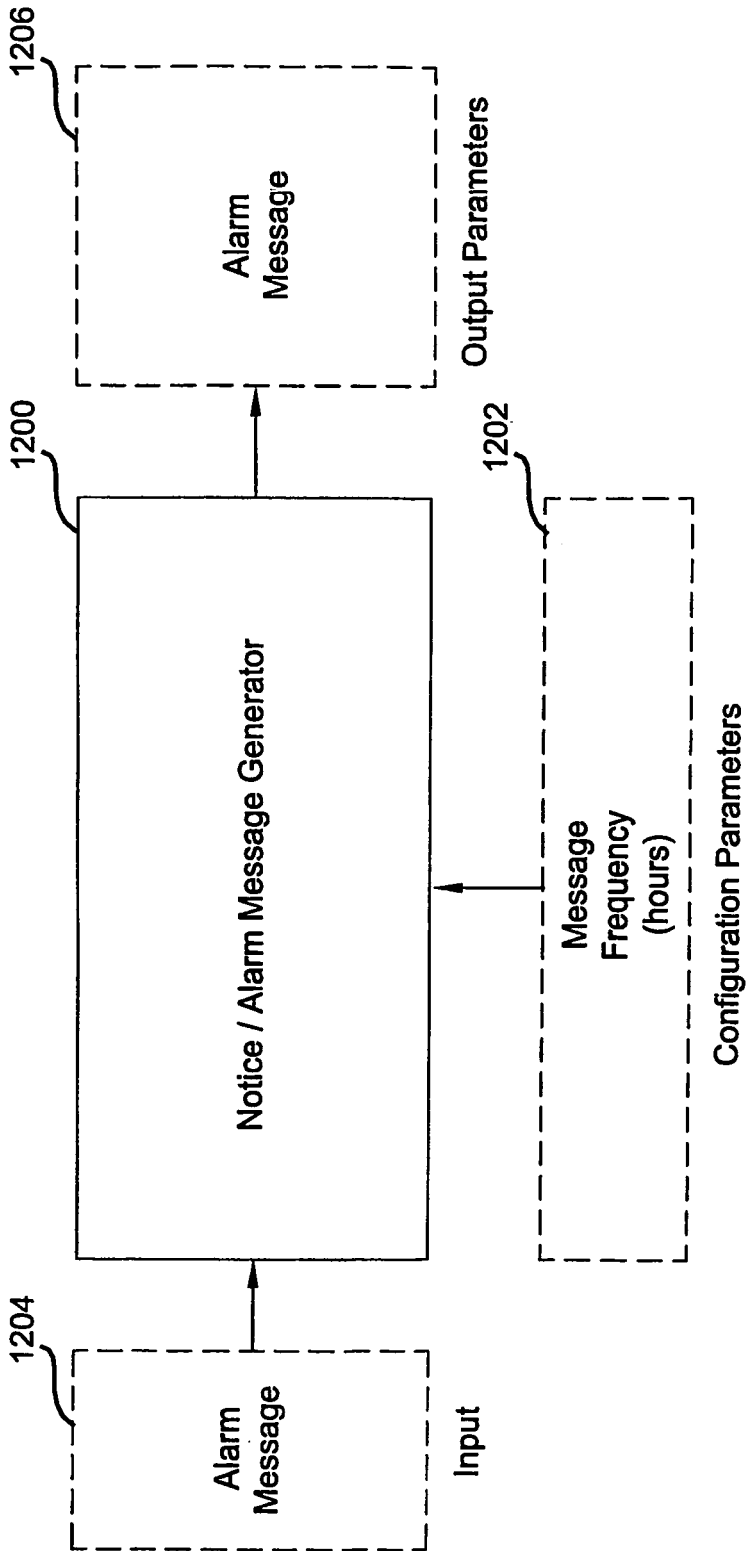 1204
Alarm
Message
Input
1200
Notice / Alarm Message Generator
1202
Message
Frequency
(hours)
Configuration Parameters
1206
Alarm
Message
Output Parameters